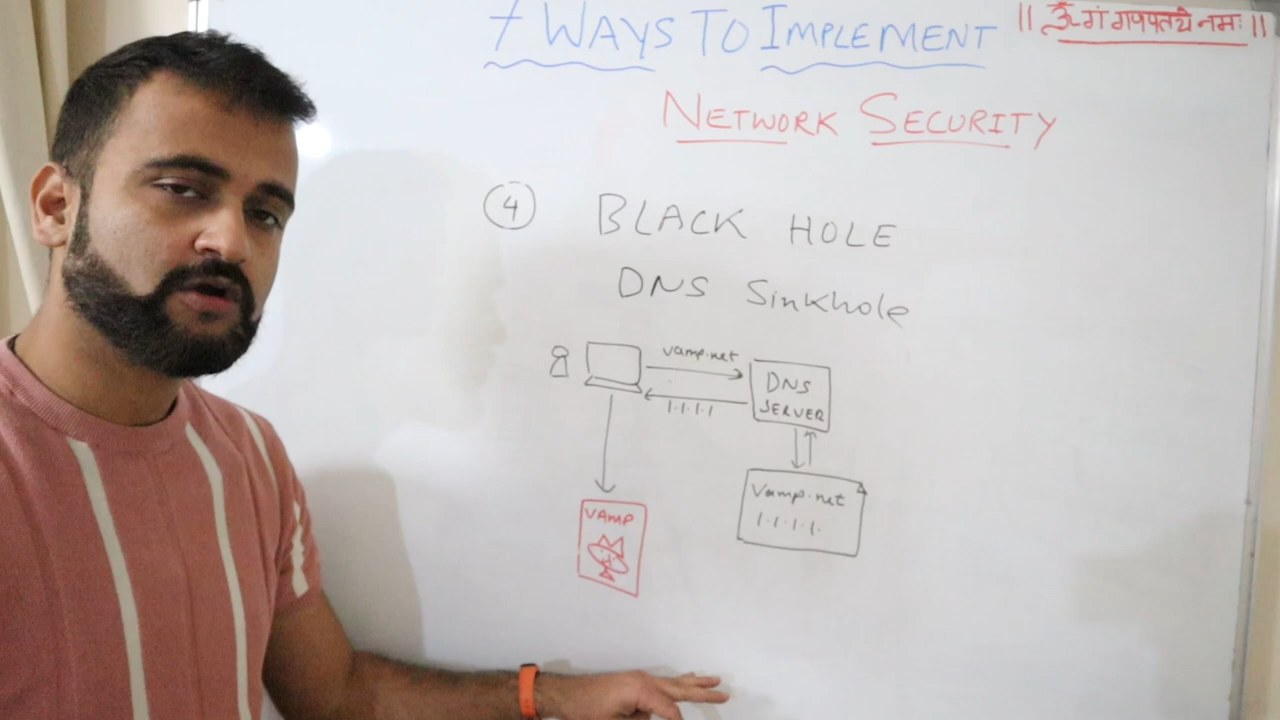 7 WAYS TO IMPLEMENT
|| ॐ गं गणपतये नमः ||
NETWORK SECURITY
4 BLACK HOLE
DNS Sinkhole
vamp.net
1.1.1.1
DNS
SERVER
Vamp.net
1.1.1.1.
VAMP